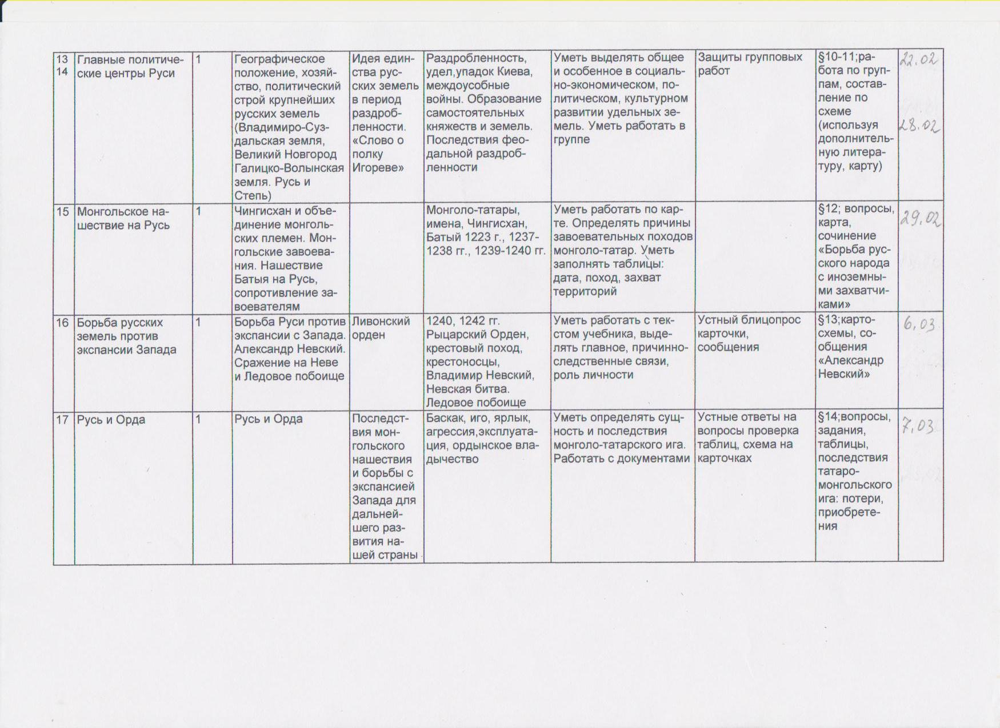 13
14
Главные политиче-
ские центры Руси
1
Географическое
положение, хозяй-
ство, политический
строй крупнейших
русских земель
(Владимиро-Суз-
дальская земля,
Великий Новгород
Галицко-Волынская
земля. Русь и
Степь)
Идея един-
ства рус-
ских земель
в период
раздроб-
ленности.
«Слово о
полку
Игореве»
Раздробленность,
удел,упадок Киева,
междоусобные
войны. Образование
самостоятельных
княжеств и земель.
Последствия фео-
дальной раздроб-
ленности
Уметь выделять общее
и особенное в социаль-
но-экономическом, по-
литическом, культурном
развитии удельных зе-
мель. Уметь работать в
группе
Защиты групповых
работ
§10-11;ра-
бота по груп-
пам, состав-
ление по
схеме
(используя
дополнитель-
ную литера-
туру, карту)
22.02
28.02
15
Монгольское на-
шествие на Русь
1
Чингисхан и объе-
динение монголь-
ских племен. Мон-
гольские завоева-
ния. Нашествие
Батыя на Русь,
сопротивление за-
воевателям
Монголо-татары,
имена, Чингисхан,
Батый 1223 г., 1237-
1238 гг., 1239-1240 гг.
Уметь работать по кар-
те. Определять причины
завоевательных походов
монголо-татар. Уметь
заполнять таблицы:
дата, поход, захват
территорий
§12; вопросы,
карта,
сочинение
«Борьба рус-
ского народа
с иноземны-
ми захватчи-
ками»
29.02
16
Борьба русских
земель против
экспансии Запада
1
Борьба Руси против
экспансии с Запада.
Александр Невский.
Сражение на Неве
и Ледовое побоище
Ливонский
орден
1240, 1242 гг.
Рыцарский Орден,
крестовый поход,
крестоносцы,
Владимир Невский,
Невская битва.
Ледовое побоище
Уметь работать с тек-
стом учебника, выде-
лять главное, причинно-
следственные связи,
роль личности
Устный блицопрос
карточки,
сообщения
§13;карто-
схемы, со-
общения
«Александр
Невский»
6.03
17
Русь и Орда
1
Русь и Орда
Последст-
вия мон-
гольского
нашествия
и борьбы с
экспансией
Запада для
дальней-
шего раз-
вития на-
шей страны
Баскак, иго, ярлык,
агрессия,эксплуата-
ция, ордынское вла-
дычество
Уметь определять сущ-
ность и последствия
монголо-татарского ига.
Работать с документами
Устные ответы на
вопросы проверка
таблиц, схема на
карточках
§14;вопросы,
задания,
таблицы,
последствия
татаро-
монгольского
ига: потери,
приобрете-
ния
7.03